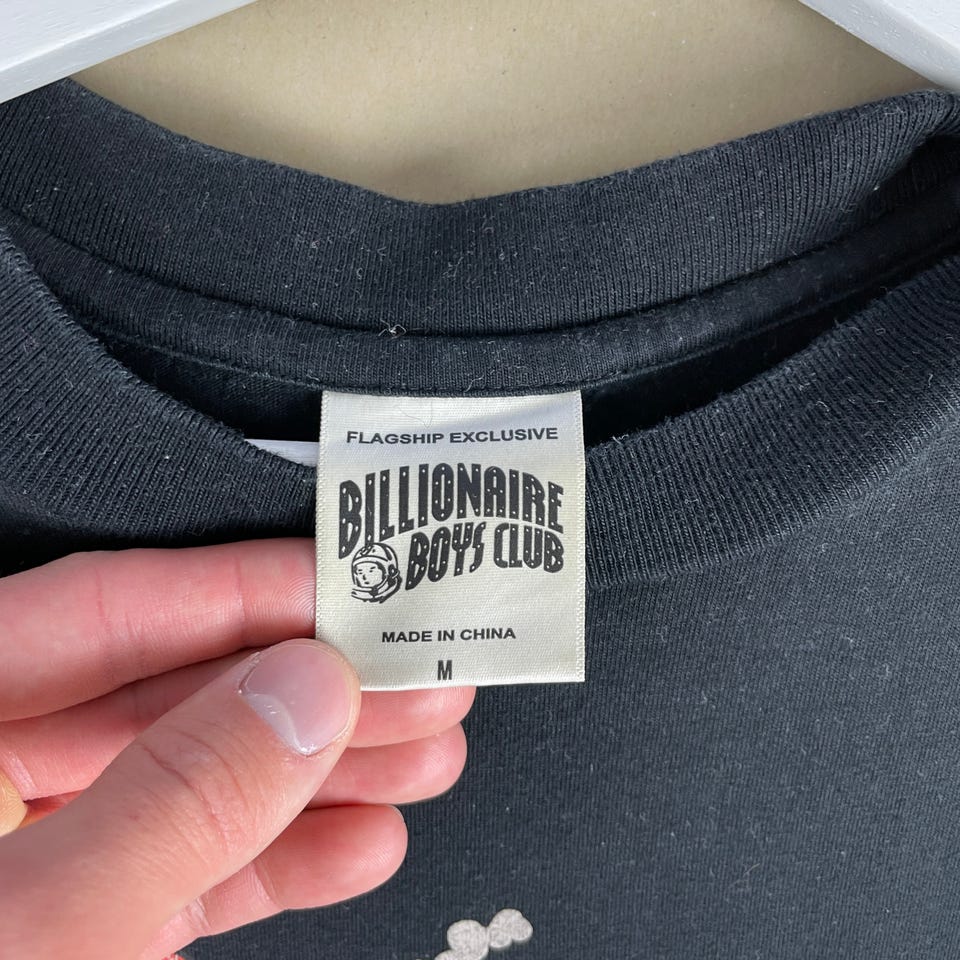 FLAGSHIP EXCLUSIVE
BILLIONAIRE
BOYS CLUB
MADE IN CHINA
M